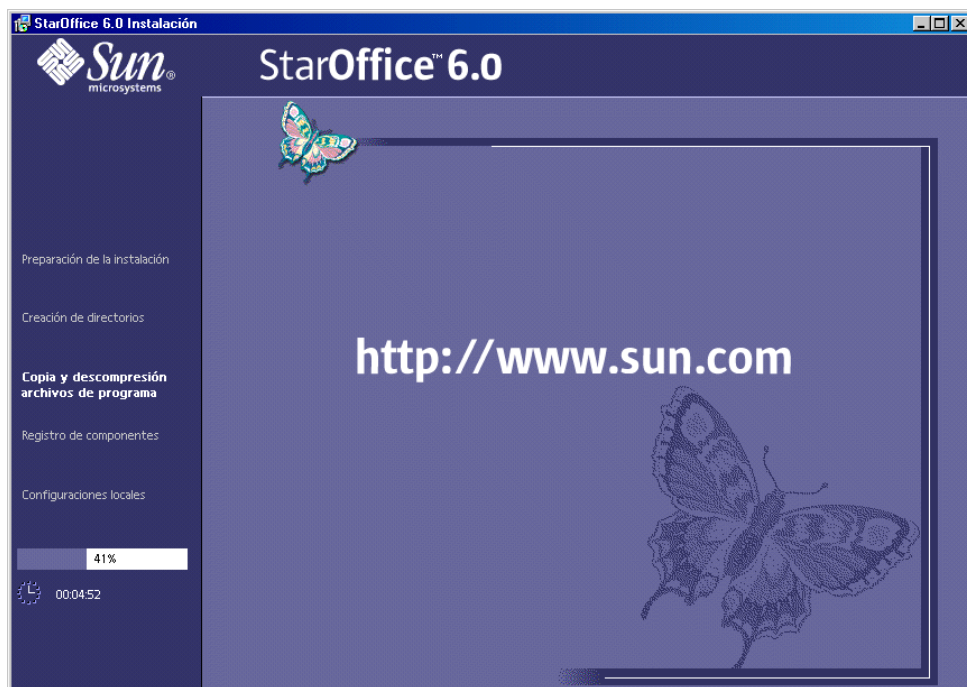 StarOffice 6.0 Instalación
Sun®
microsystems
StarOffice™ 6.0
Preparación de la instalación
Creación de directorios
Copia y descompresión
archivos de programa
Registro de componentes
Configuraciones locales
41%
00:04:52
http://www.sun.com